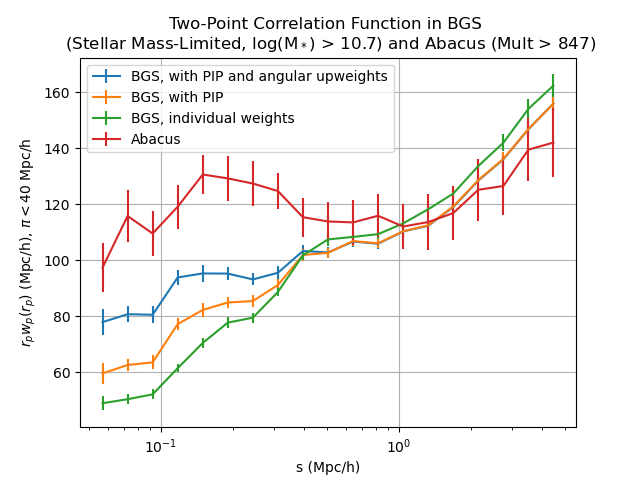 Two-Point Correlation Function in BGS
(Stellar Mass-Limited, log(M$_*$) > 10.7) and Abacus (Mult > 847)
BGS, with PIP and angular upweights
BGS, with PIP
BGS, individual weights
Abacus
160
140
120
100
80
60
$r_p w_p(r_p)$ (Mpc/h), $\pi < 40$ Mpc/h
$10^{-1}$
$10^0$
s (Mpc/h)